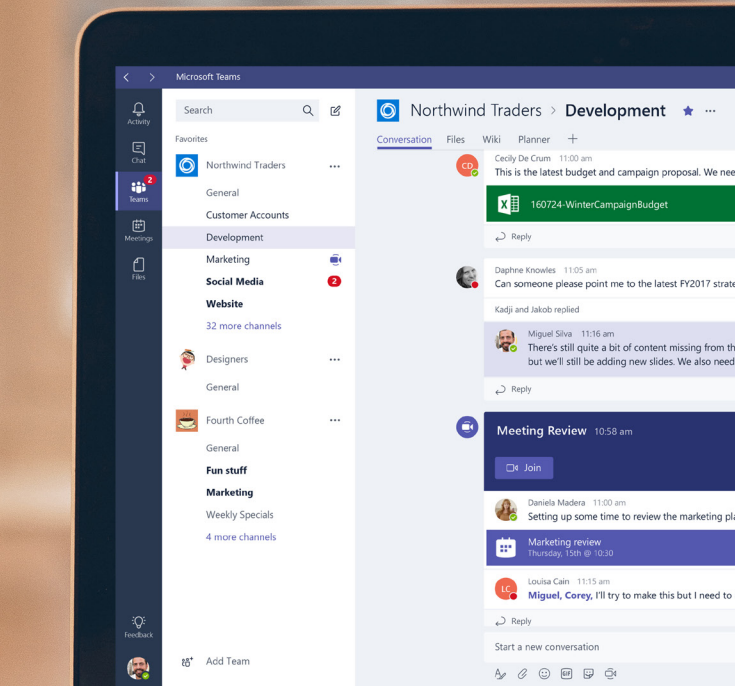 Microsoft Teams
Activity
Chat
2
Teams
Meetings
Files
Feedback
Search
Favorites
Northwind Traders
General
Customer Accounts
Development
Marketing
Social Media 2
Website
32 more channels
Designers
General
Fourth Coffee
General
Fun stuff
Marketing
Weekly Specials
4 more channels
Add Team
Northwind Traders > Development
Conversation Files Wiki Planner
CD
Cecily De Crum 11:00 am
This is the latest budget and campaign proposal. We nee
160724-WinterCampaignBudget
Reply
Daphne Knowles 11:05 am
Can someone please point me to the latest FY2017 strate
Kadji and Jakob replied
Miguel Silva 11:16 am
There's still quite a bit of content missing from th
but we'll still be adding new slides. We also need
Reply
Meeting Review 10:58 am
Join
Daniela Madera 11:00 am
Setting up some time to review the marketing pla
Marketing review
Thursday, 15th @ 10:30
LC
Louisa Cain 11:15 am
Miguel, Corey, I'll try to make this but I need to
Reply
Start a new conversation
GIF